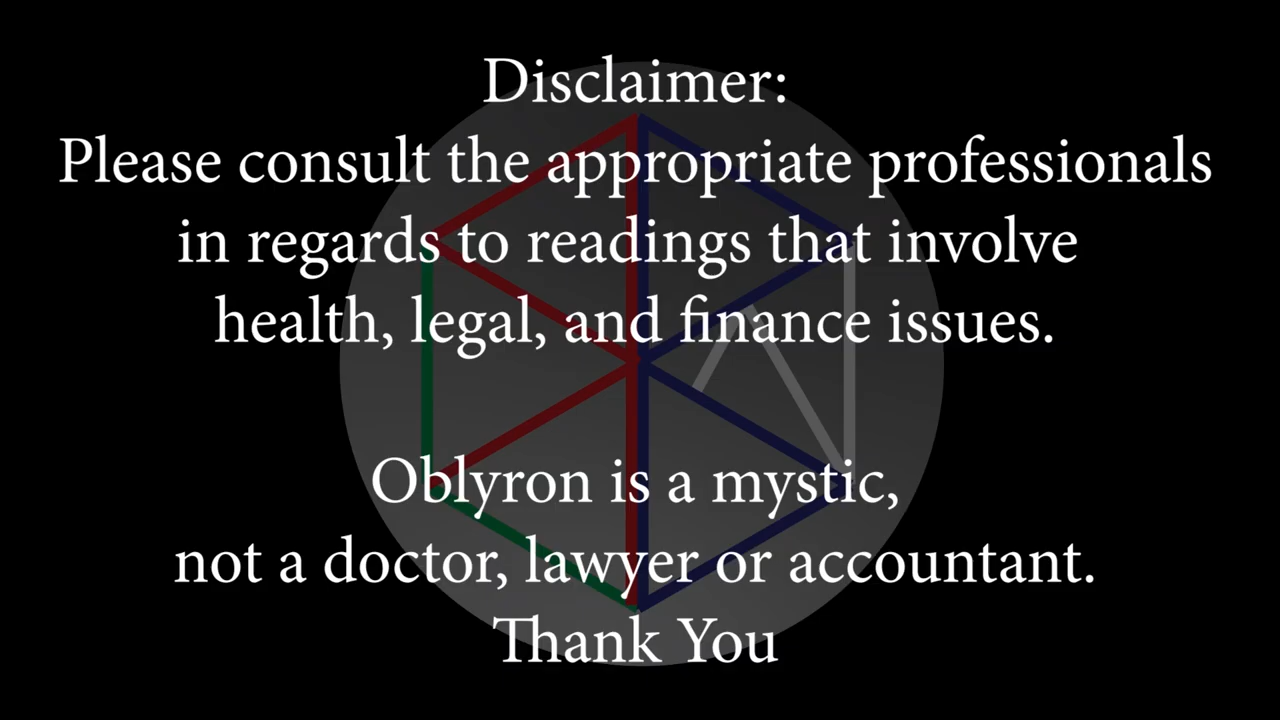 Disclaimer:
Please consult the appropriate professionals
in regards to readings that involve
health, legal, and finance issues.
Oblyron is a mystic,
not a doctor, lawyer or accountant.
Thank You